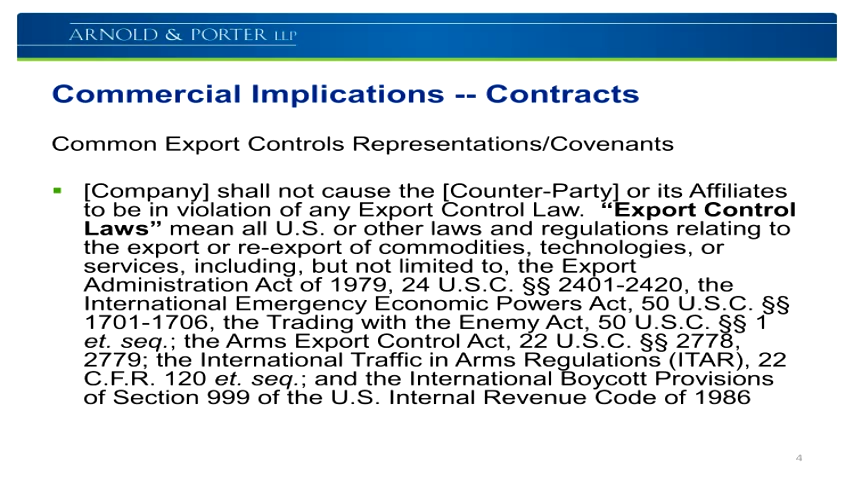 ARNOLD & PORTER LLP
Commercial Implications -- Contracts
Common Export Controls Representations/Covenants
[Company] shall not cause the [Counter-Party] or its Affiliates
to be in violation of any Export Control Law. “Export Control
Laws” mean all U.S. or other laws and regulations relating to
the export or re-export of commodities, technologies, or
services, including, but not limited to, the Export
Administration Act of 1979, 24 U.S.C. §§ 2401-2420, the
International Emergency Economic Powers Act, 50 U.S.C. §§
1701-1706, the Trading with the Enemy Act, 50 U.S.C. §§ 1
et. seq.; the Arms Export Control Act, 22 U.S.C. §§ 2778,
2779; the International Traffic in Arms Regulations (ITAR), 22
C.F.R. 120 et. seq.; and the International Boycott Provisions
of Section 999 of the U.S. Internal Revenue Code of 1986
4